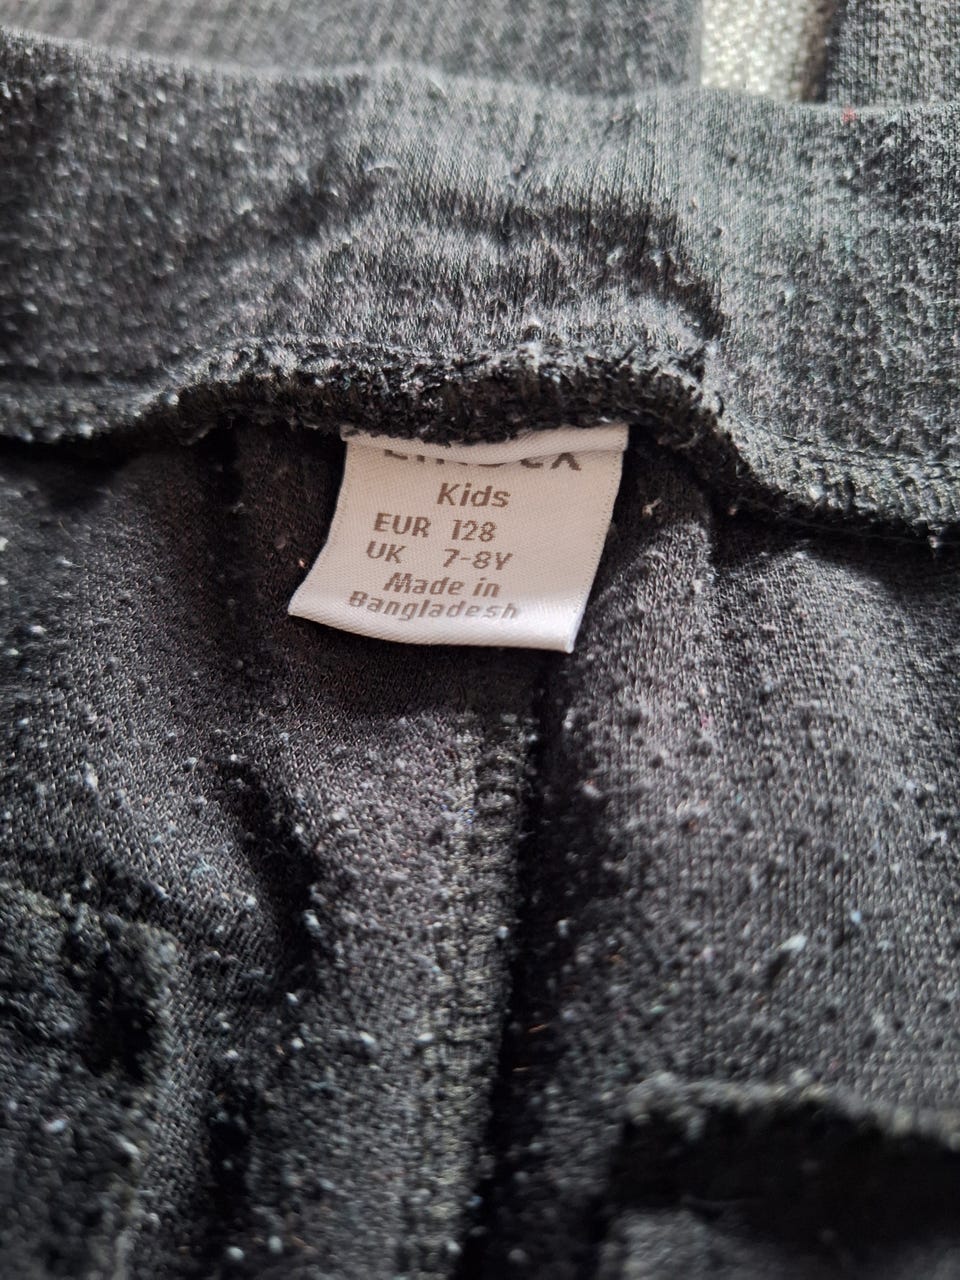 Kids
EUR 128
UK 7-8Y
Made in
Bangladesh